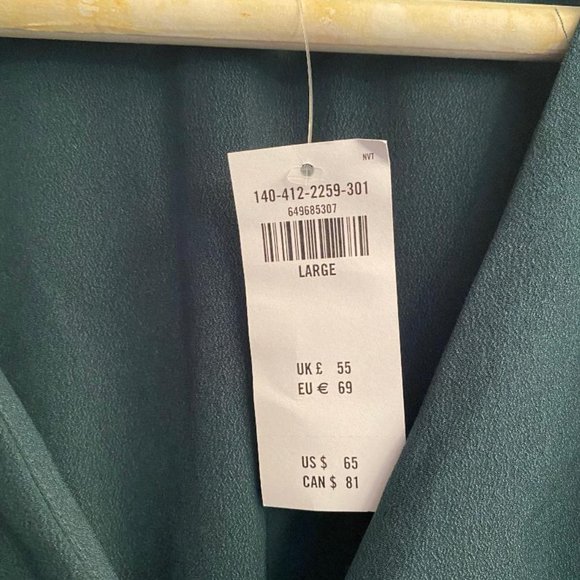 NVT
140-412-2259-301
649685307
LARGE
UK £ 55
EU € 69
US $ 65
CAN $ 81